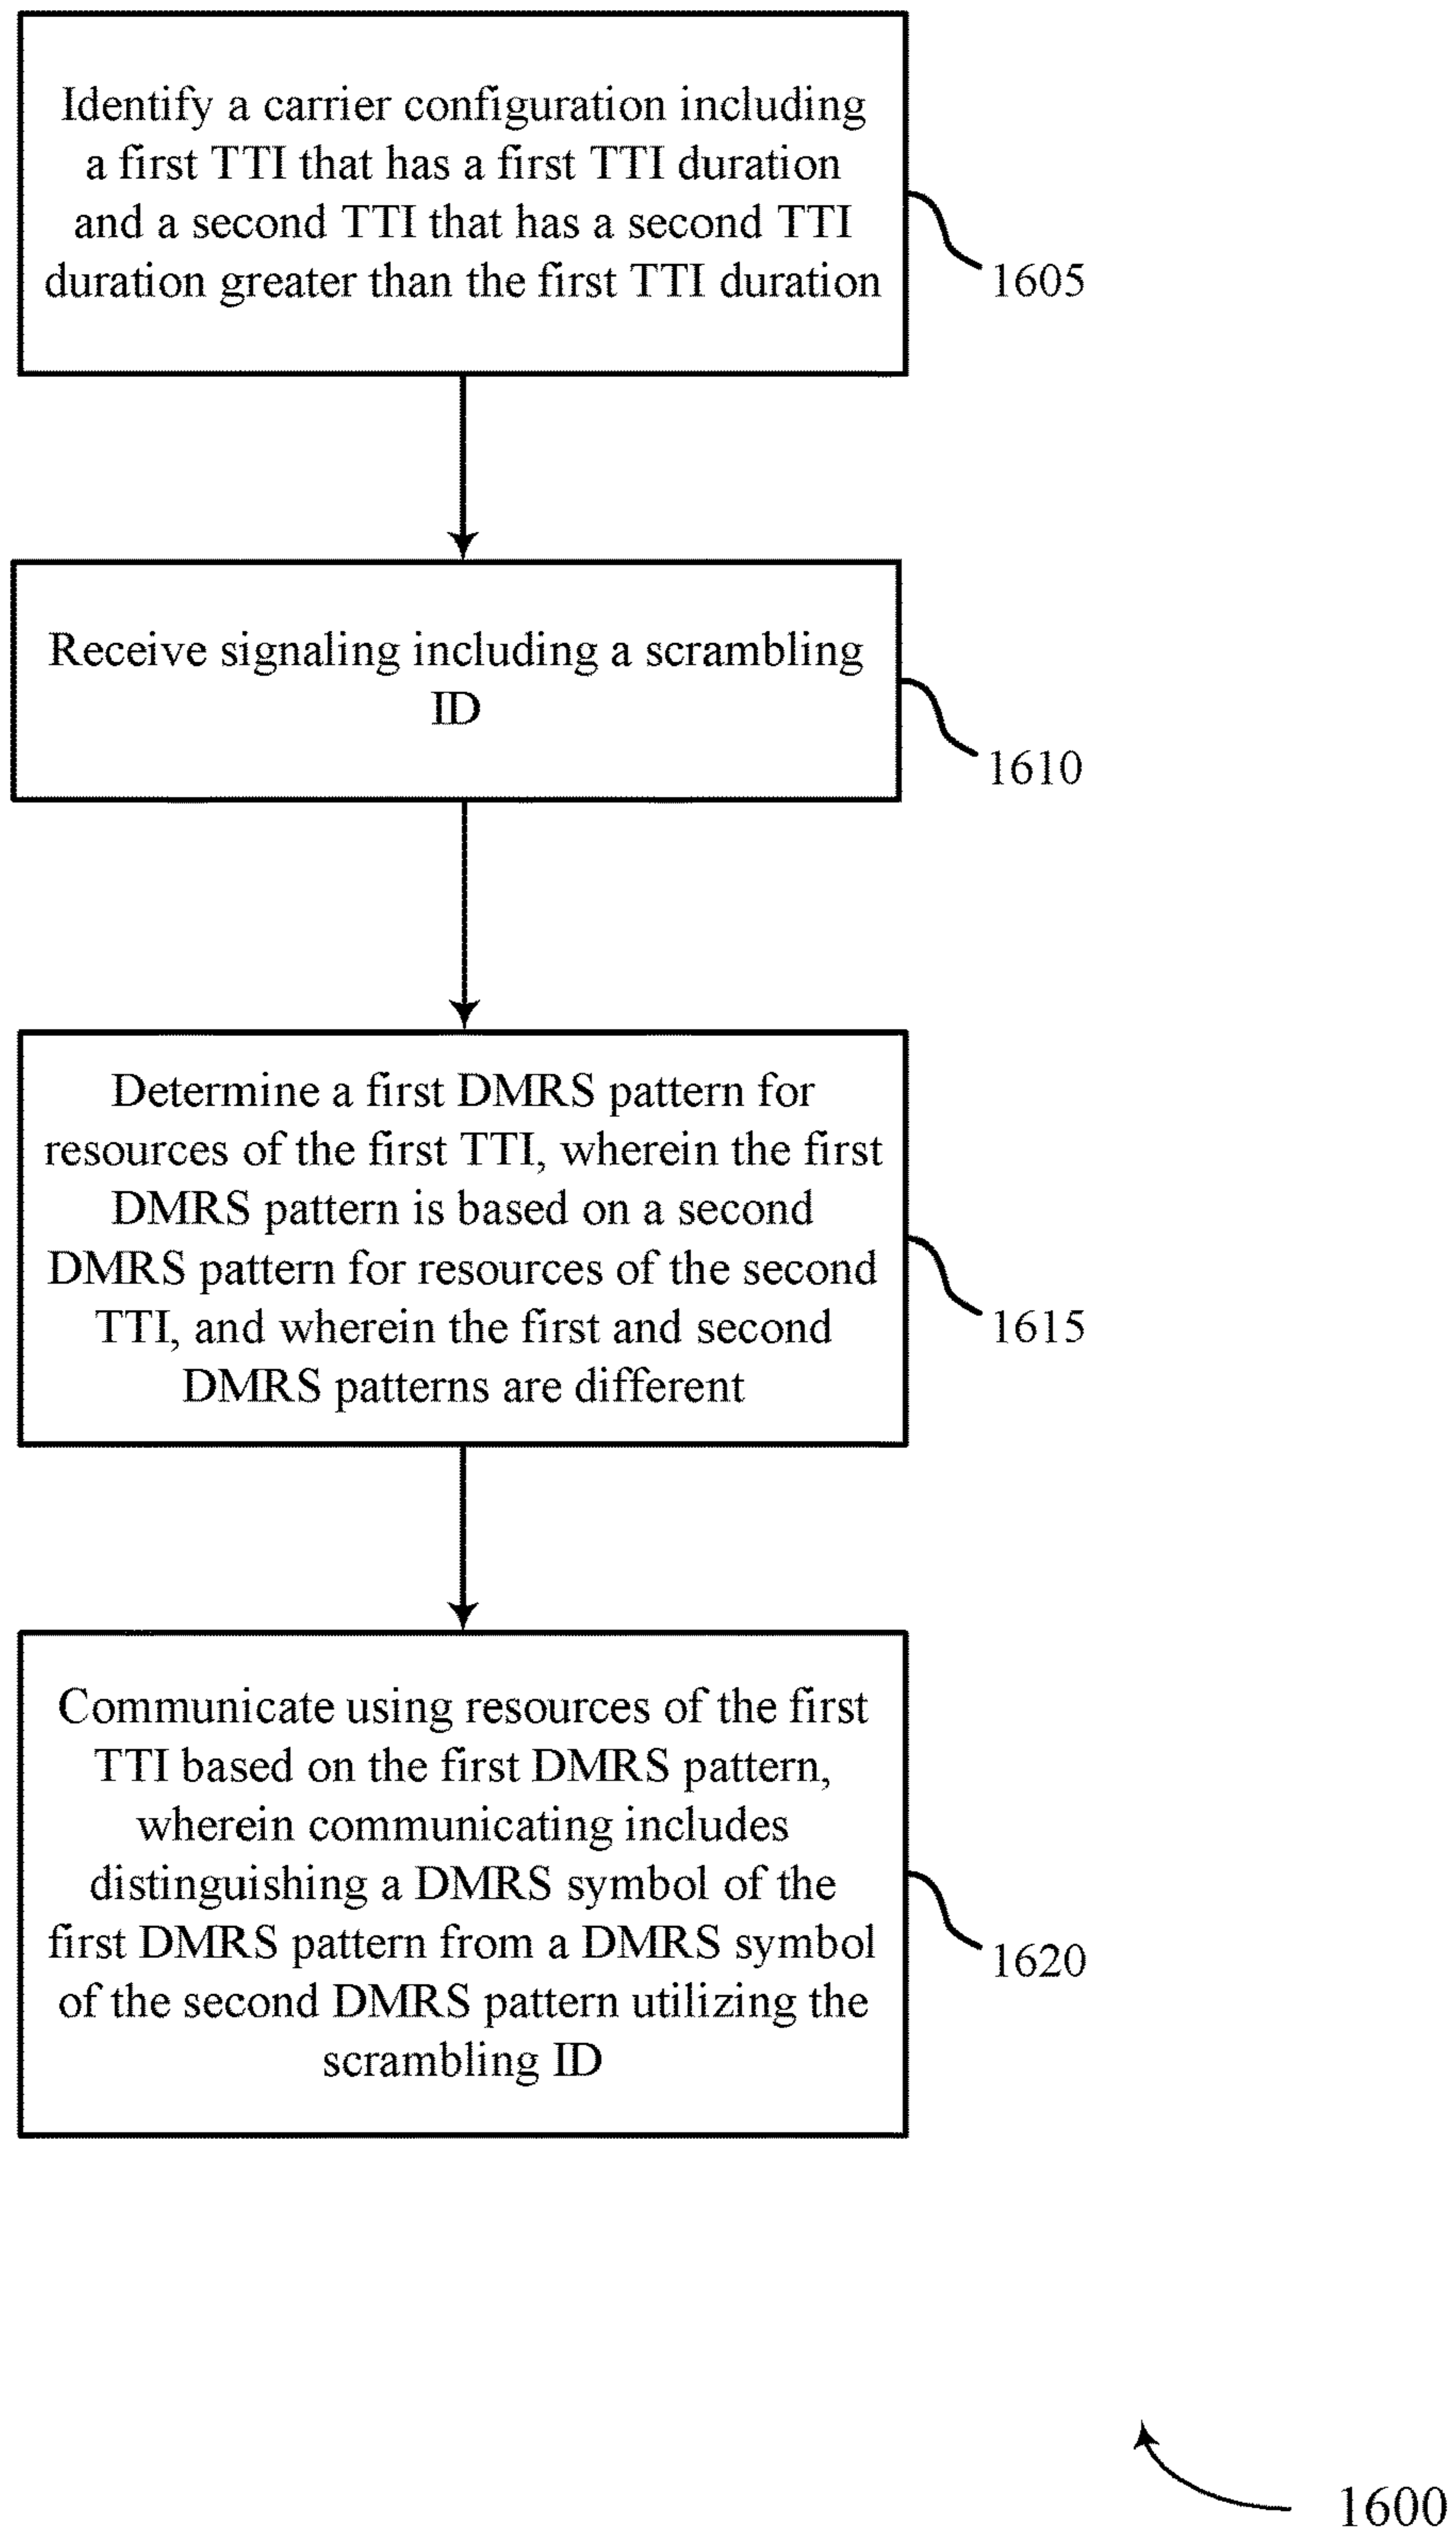 Identify a carrier configuration including
a first TTI that has a first TTI duration
and a second TTI that has a second TTI
duration greater than the first TTI duration
1605
Receive signaling including a scrambling
ID
1610
Determine a first DMRS pattern for
resources of the first TTI, wherein the first
DMRS pattern is based on a second
DMRS pattern for resources of the second
TTI, and wherein the first and second
DMRS patterns are different
1615
Communicate using resources of the first
TTI based on the first DMRS pattern,
wherein communicating includes
distinguishing a DMRS symbol of the
first DMRS pattern from a DMRS symbol
of the second DMRS pattern utilizing the
scrambling ID
1620
1600